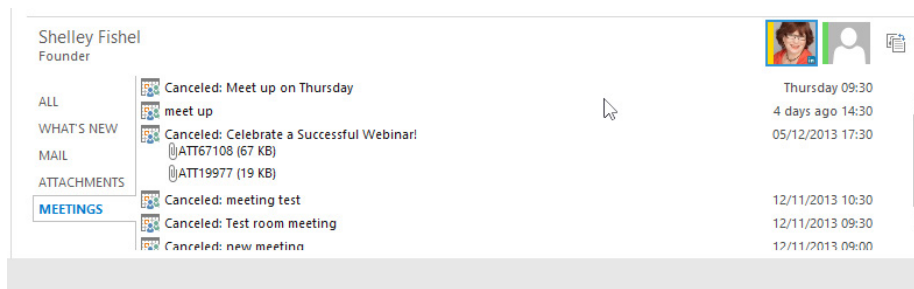 Shelley Fishel
Founder
ALL
WHAT'S NEW
MAIL
ATTACHMENTS
MEETINGS
Canceled: Meet up on Thursday Thursday 09:30
meet up 4 days ago 14:30
Canceled: Celebrate a Successful Webinar! 05/12/2013 17:30
ATT67108 (67 KB)
ATT19977 (19 KB)
Canceled: meeting test 12/11/2013 10:30
Canceled: Test room meeting 12/11/2013 09:30
Canceled: new meeting 12/11/2013 09:00